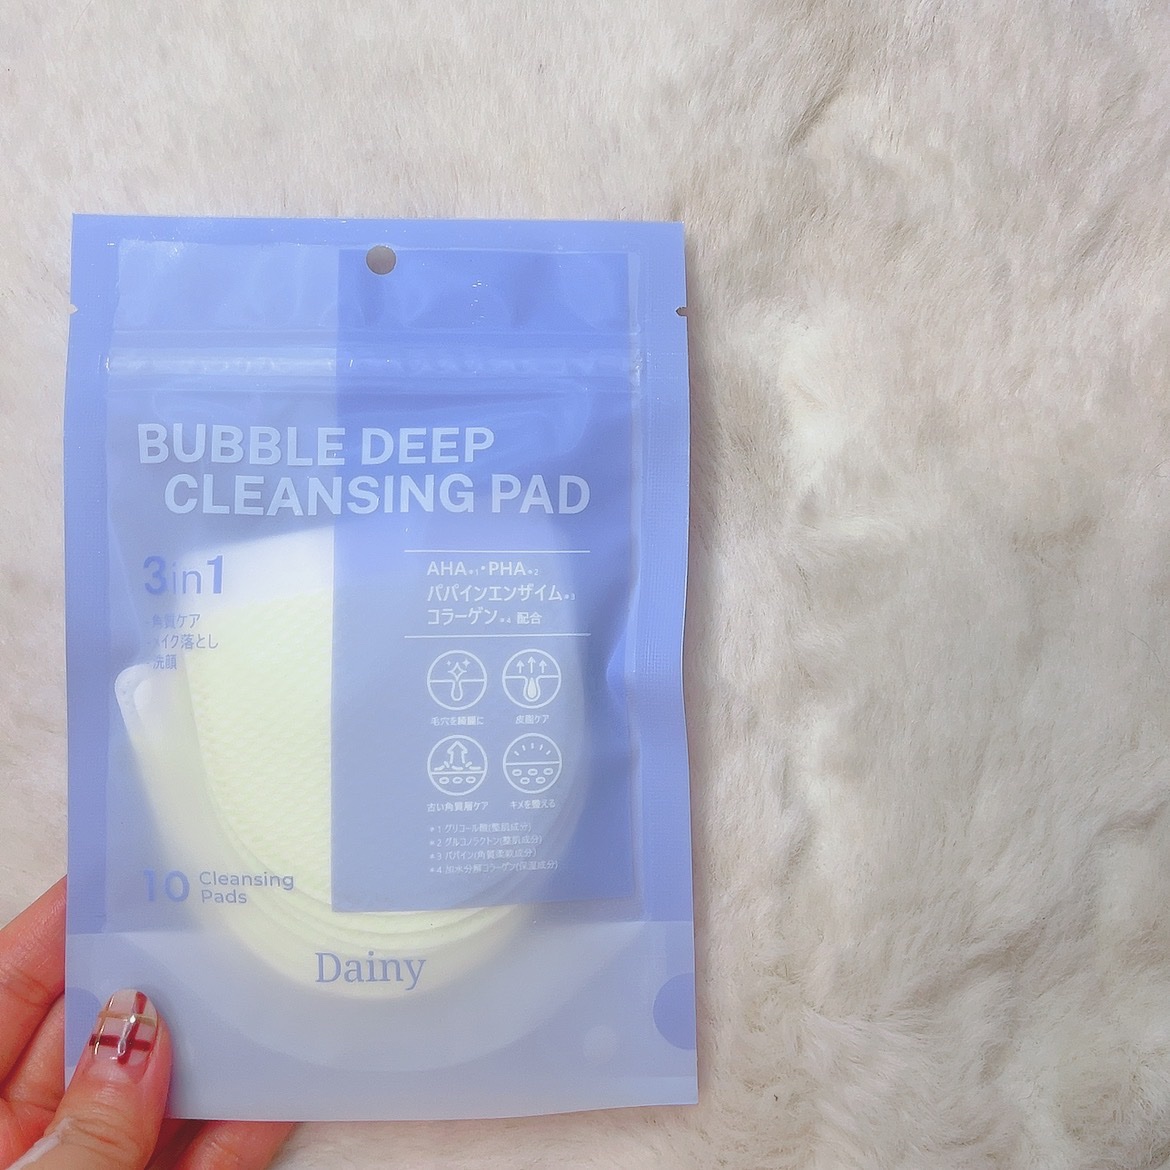 BUBBLE DEEP
CLEANSING PAD
3in1
・角質ケア
・メイク落とし
・洗顔
AHA*1・PHA*2
パパインエンザイム*3
コラーゲン*4 配合
毛穴を綺麗に
皮脂ケア
古い角質層ケア
キメを整える
*1 グリコール酸(整肌成分)
*2 グルコノラクトン(整肌成分)
*3 パパイン(角質柔軟成分)
*4 加水分解コラーゲン(保湿成分)
10 Cleansing
Pads
Dainy